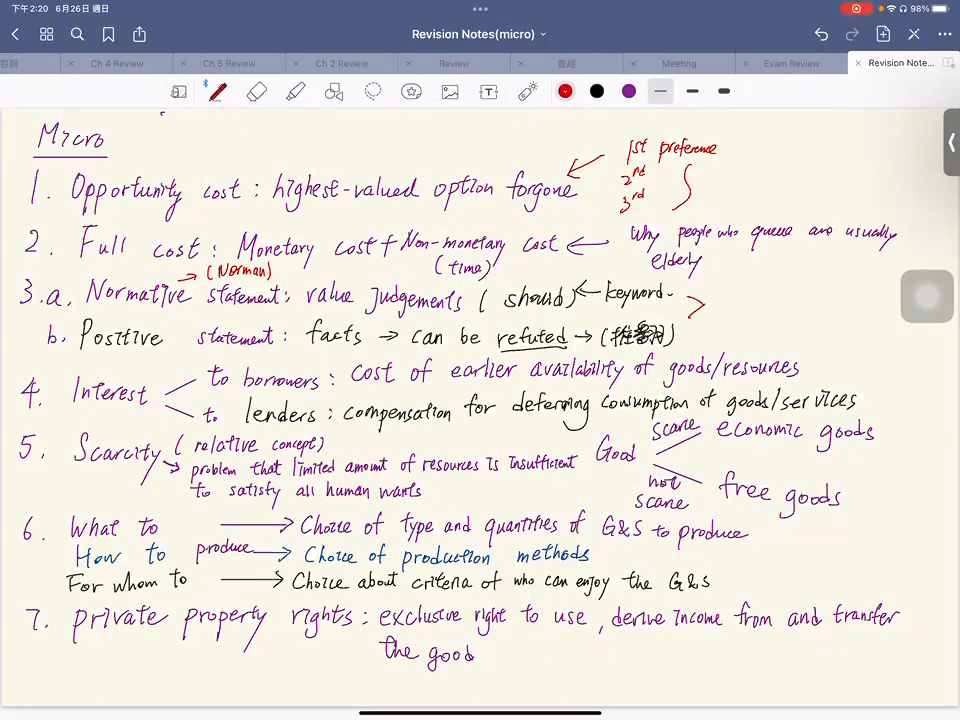 下午2:20 6月26日 週日
98%
Revision Notes(micro)
Ch 4 Review
Ch 5 Review
Ch 2 Review
Review
Meeting
Exam Review
Revision Note...
Micro
1st preference
2nd
3rd
1. Opportunity cost : highest-valued option forgone
2. Full cost : Monetary cost + Non-monetary cost
(time)
Why people who queue are usually
elderly
(Norman)
3.a. Normative statement: value judgements (should) ← keyword.
b. Positive statement: facts → can be refuted →
4. Interest
to borrowers : cost of earlier availability of goods/resources
to lenders : compensation for deferring consumption of goods/services
5. Scarcity (relative concept)
problem that limited amount of resources is insufficient
to satisfy all human wants
Good
scarce economic goods
not scarce free goods
6. What to → Choice of type and quantities of G&S to produce
How to produce → Choice of production methods
For whom to → Choice about criteria of who can enjoy the G&S
7. private property rights : exclusive right to use , derive income from and transfer
the good